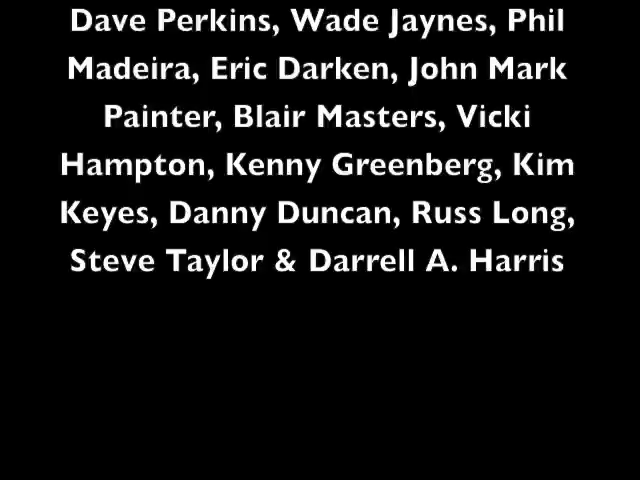 Dave Perkins, Wade Jaynes, Phil
Madeira, Eric Darken, John Mark
Painter, Blair Masters, Vicki
Hampton, Kenny Greenberg, Kim
Keyes, Danny Duncan, Russ Long,
Steve Taylor & Darrell A. Harris